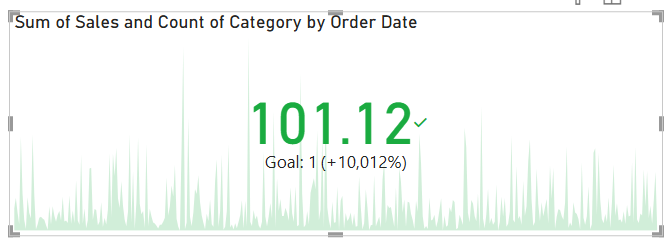 Sum of Sales and Count of Category by Order Date
101.12✓
Goal: 1 (+10,012%)